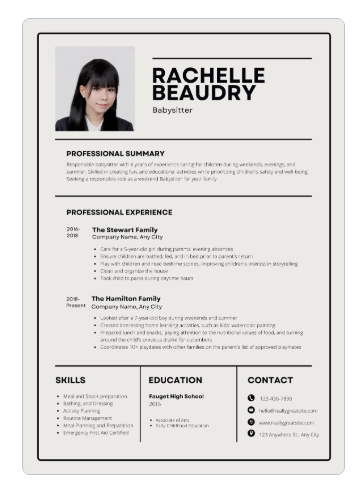 RACHELLE
BEAUDRY
Babysitter
PROFESSIONAL SUMMARY
Responsible babysitter with 8 years of experience caring for children during weekends, evenings, and
summer. Skilled in creating fun, and educational activities while prioritizing children's safety and well-being.
Seeking a responsible role as a weekend Babysitter for your family.
PROFESSIONAL EXPERIENCE
2016-
2018
The Stewart Family
Company Name, Any City
• Care for a 5-year-old girl during parents' evening absences
• Ensure children are bathed, fed, and in bed prior to parent's return
• Play with children and read bedtime stories, improving children's interest in storytelling
• Clean and organize the house
• Took child to parks during daytime hours
2018-
Present
The Hamilton Family
Company Name, Any City
• Looked after a 7-year-old boy during weekends and summer
• Created interesting home learning activities, such as kids' watercolor painting
• Prepared lunch and snacks, paying attention to the nutritional values of food, and turning
around the child's previous dislike for cucumbers
• Coordinates 10+ playdates with other families on the parent's list of approved playmates
SKILLS
• Meal and Snack preparation
• Bathing, and Dressing
• Activity Planning
• Routine Management
• Meal Planning and Preparation
• Emergency First Aid Certified
EDUCATION
Fauget High School
2016
• Associate of Arts
• Early Childhood Education
CONTACT
123-456-7890
hello@reallygreatsite.com
www.reallygreatsite.com
123 Anywhere St., Any City